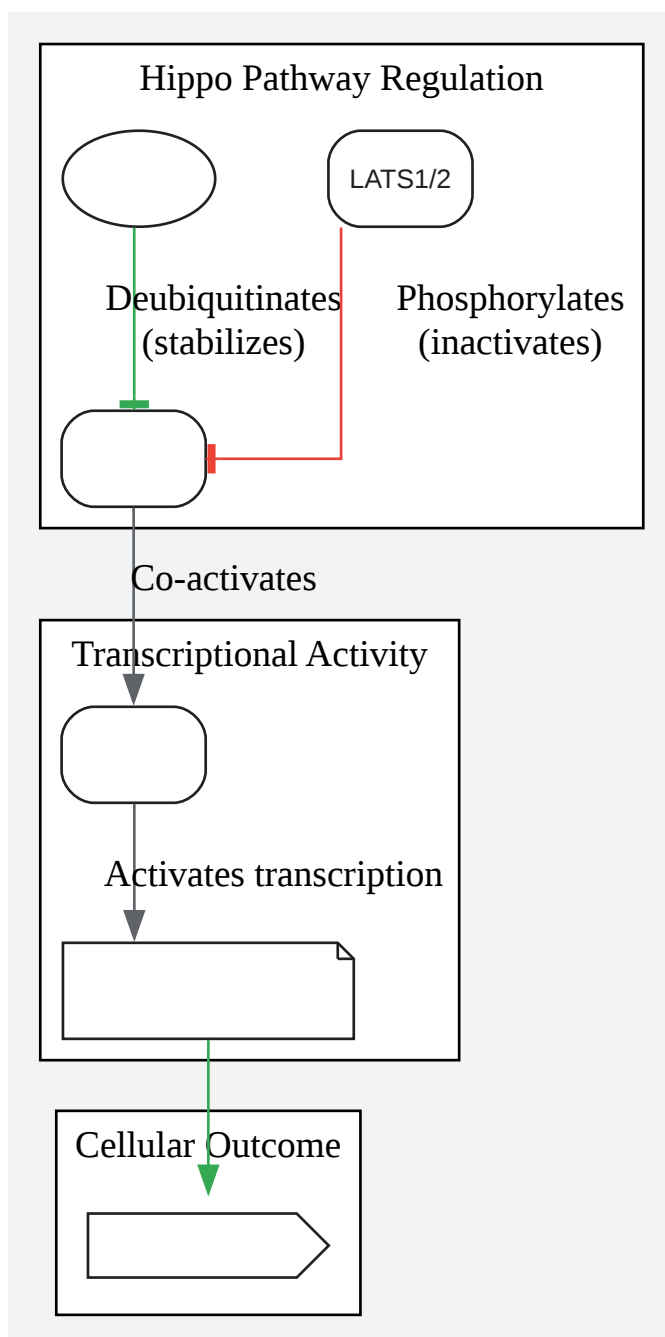 Hippo Pathway Regulation
LATS1/2
Deubiquitinates
(stabilizes)
Phosphorylates
(inactivates)
Co-activates
Transcriptional Activity
Activates transcription
Cellular Outcome